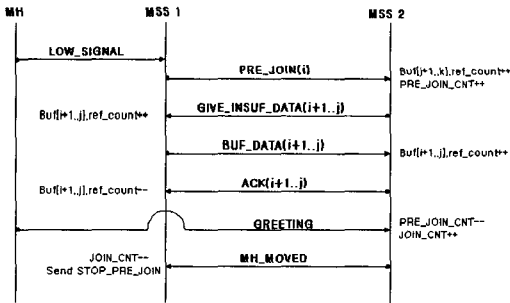 MH
MSS 1
MSS 2
LOW_SIGNAL
PRE_JOIN(i)
Buf[j+1,,k],ref_count++
PRE_JOIN_CNT++
Buf[i+1,,j],ref_count++
GIVE_INSUF_DATA(i+1..j)
BUF_DATA(i+1..j)
Buf[i+1,,j],ref_count++
Buf[i+1,,j],ref_count--
ACK(i+1..j)
GREETING
PRE_JOIN_CNT--
JOIN_CNT++
JOIN_CNT--
Send STOP_PRE_JOIN
MH_MOVED